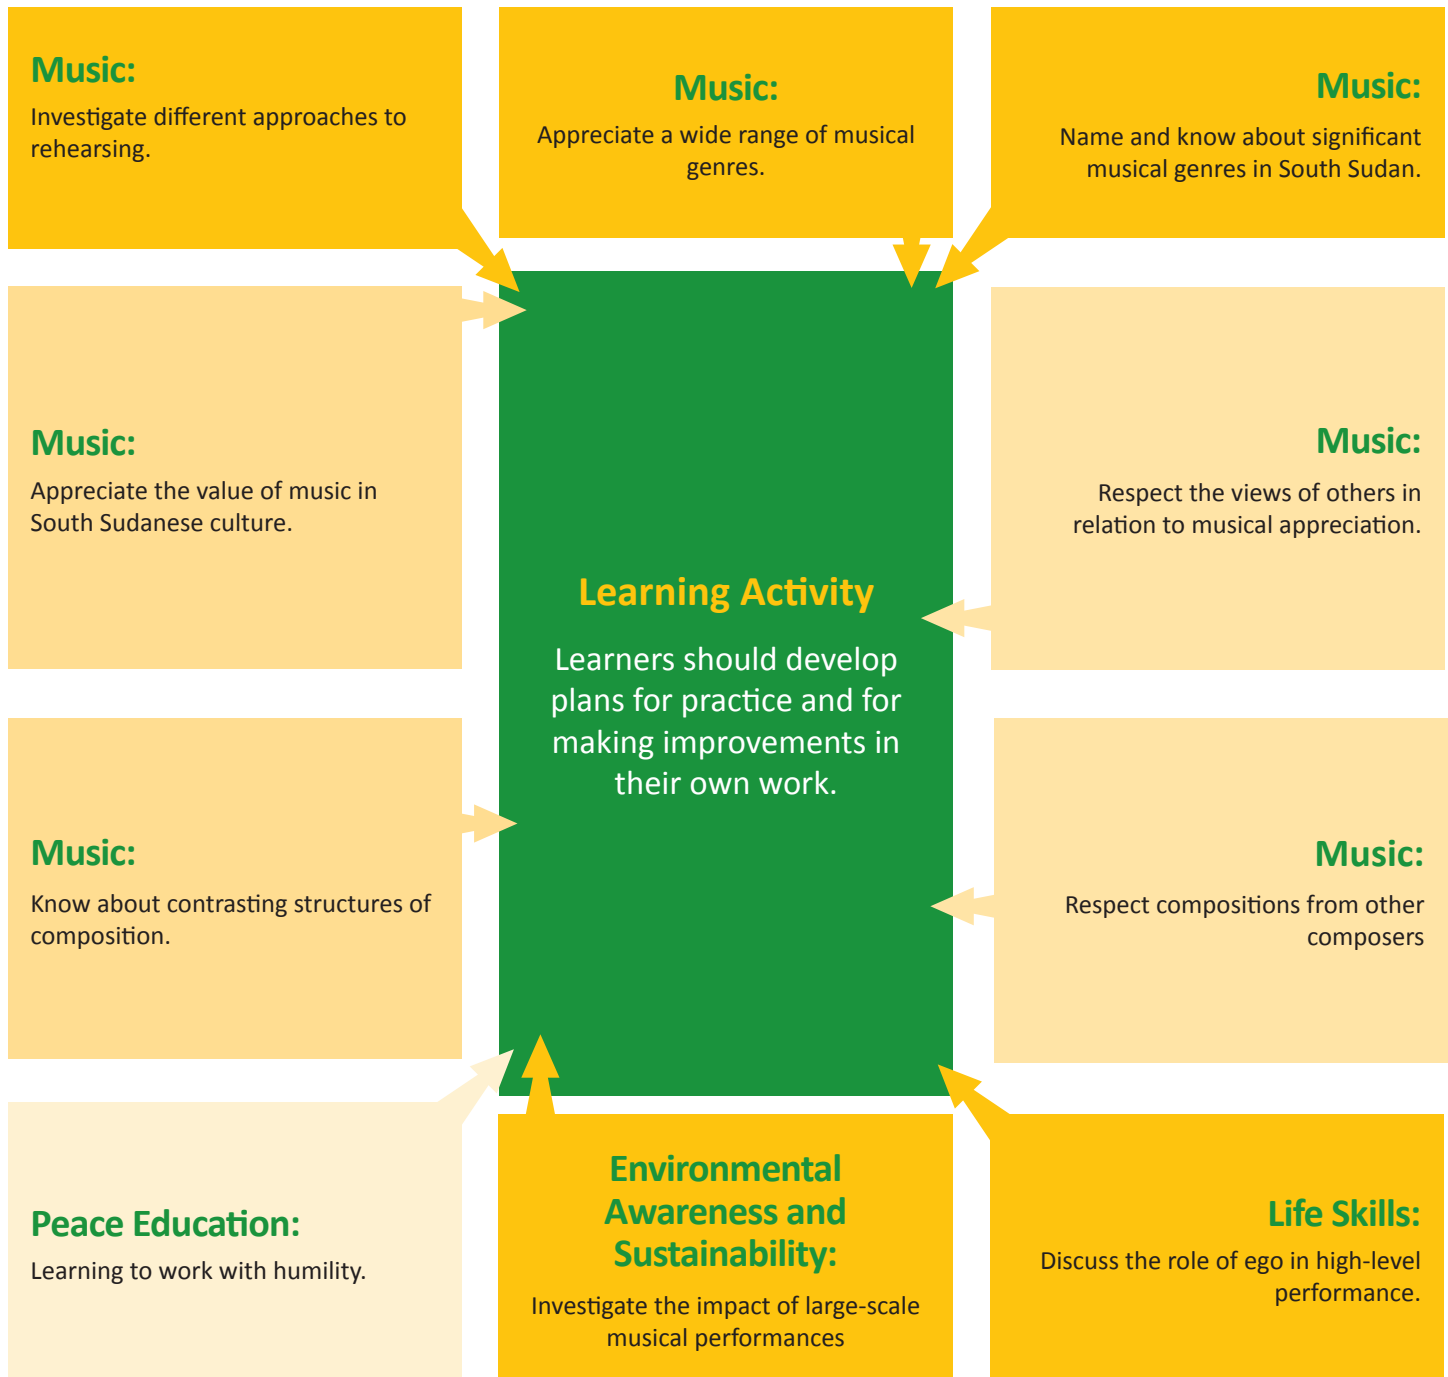 Music:
Investigate different approaches to
rehearsing.
Music:
Appreciate a wide range of musical
genres.
Music:
Name and know about significant
musical genres in South Sudan.
Music:
Appreciate the value of music in
South Sudanese culture.
Learning Activity
Learners should develop
plans for practice and for
making improvements in
their own work.
Music:
Respect the views of others in
relation to musical appreciation.
Music:
Know about contrasting structures of
composition.
Music:
Respect compositions from other
composers
Peace Education:
Learning to work with humility.
Environmental
Awareness and
Sustainability:
Investigate the impact of large-scale
musical performances
Life Skills:
Discuss the role of ego in high-level
performance.